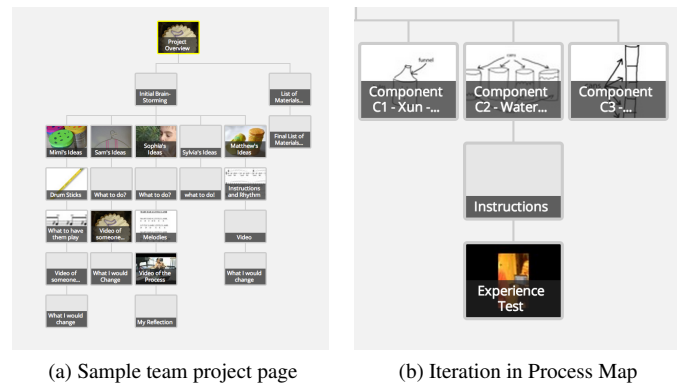 Project
Overview
Initial Brain-
Storming
List of
Materials...
Mimi's Ideas
Sam's Ideas
Sophia's
Ideas
Sylvia's Ideas
Matthew's
Ideas
Final List of
Materials...
Drum Sticks
What to do?
What to do?
what to do!
Instructions
and Rhythm
What to have
them play
Video of
someone...
Melodies
Video
Video of
someone...
What I would
Change
Video of the
Process
What I would
change
What I would
change
My Reflection
(a) Sample team project page
funnel
Component
C1 - Xun -...
cans
Component
C2 - Water...
Component
C3 -...
Instructions
Experience
Test
(b) Iteration in Process Map